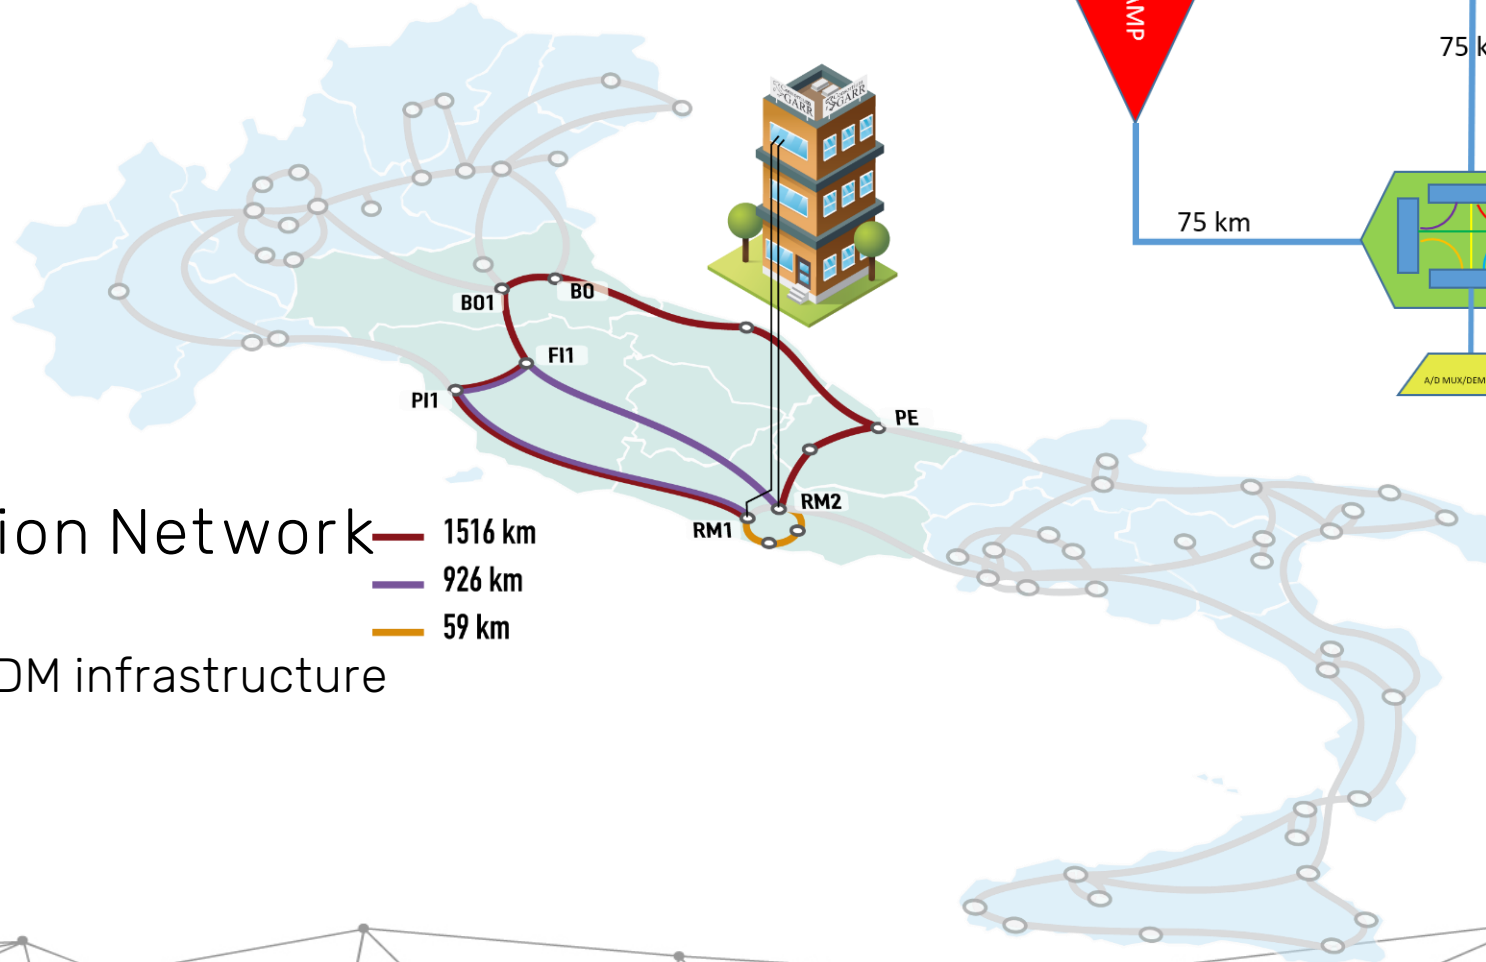 AMP
75 k
75 km
A/D MUX/DEM
GARR
GARR
BO1
BO
FI1
PI1
PE
RM2
RM1
ion Network
1516 km
926 km
59 km
DM infrastructure